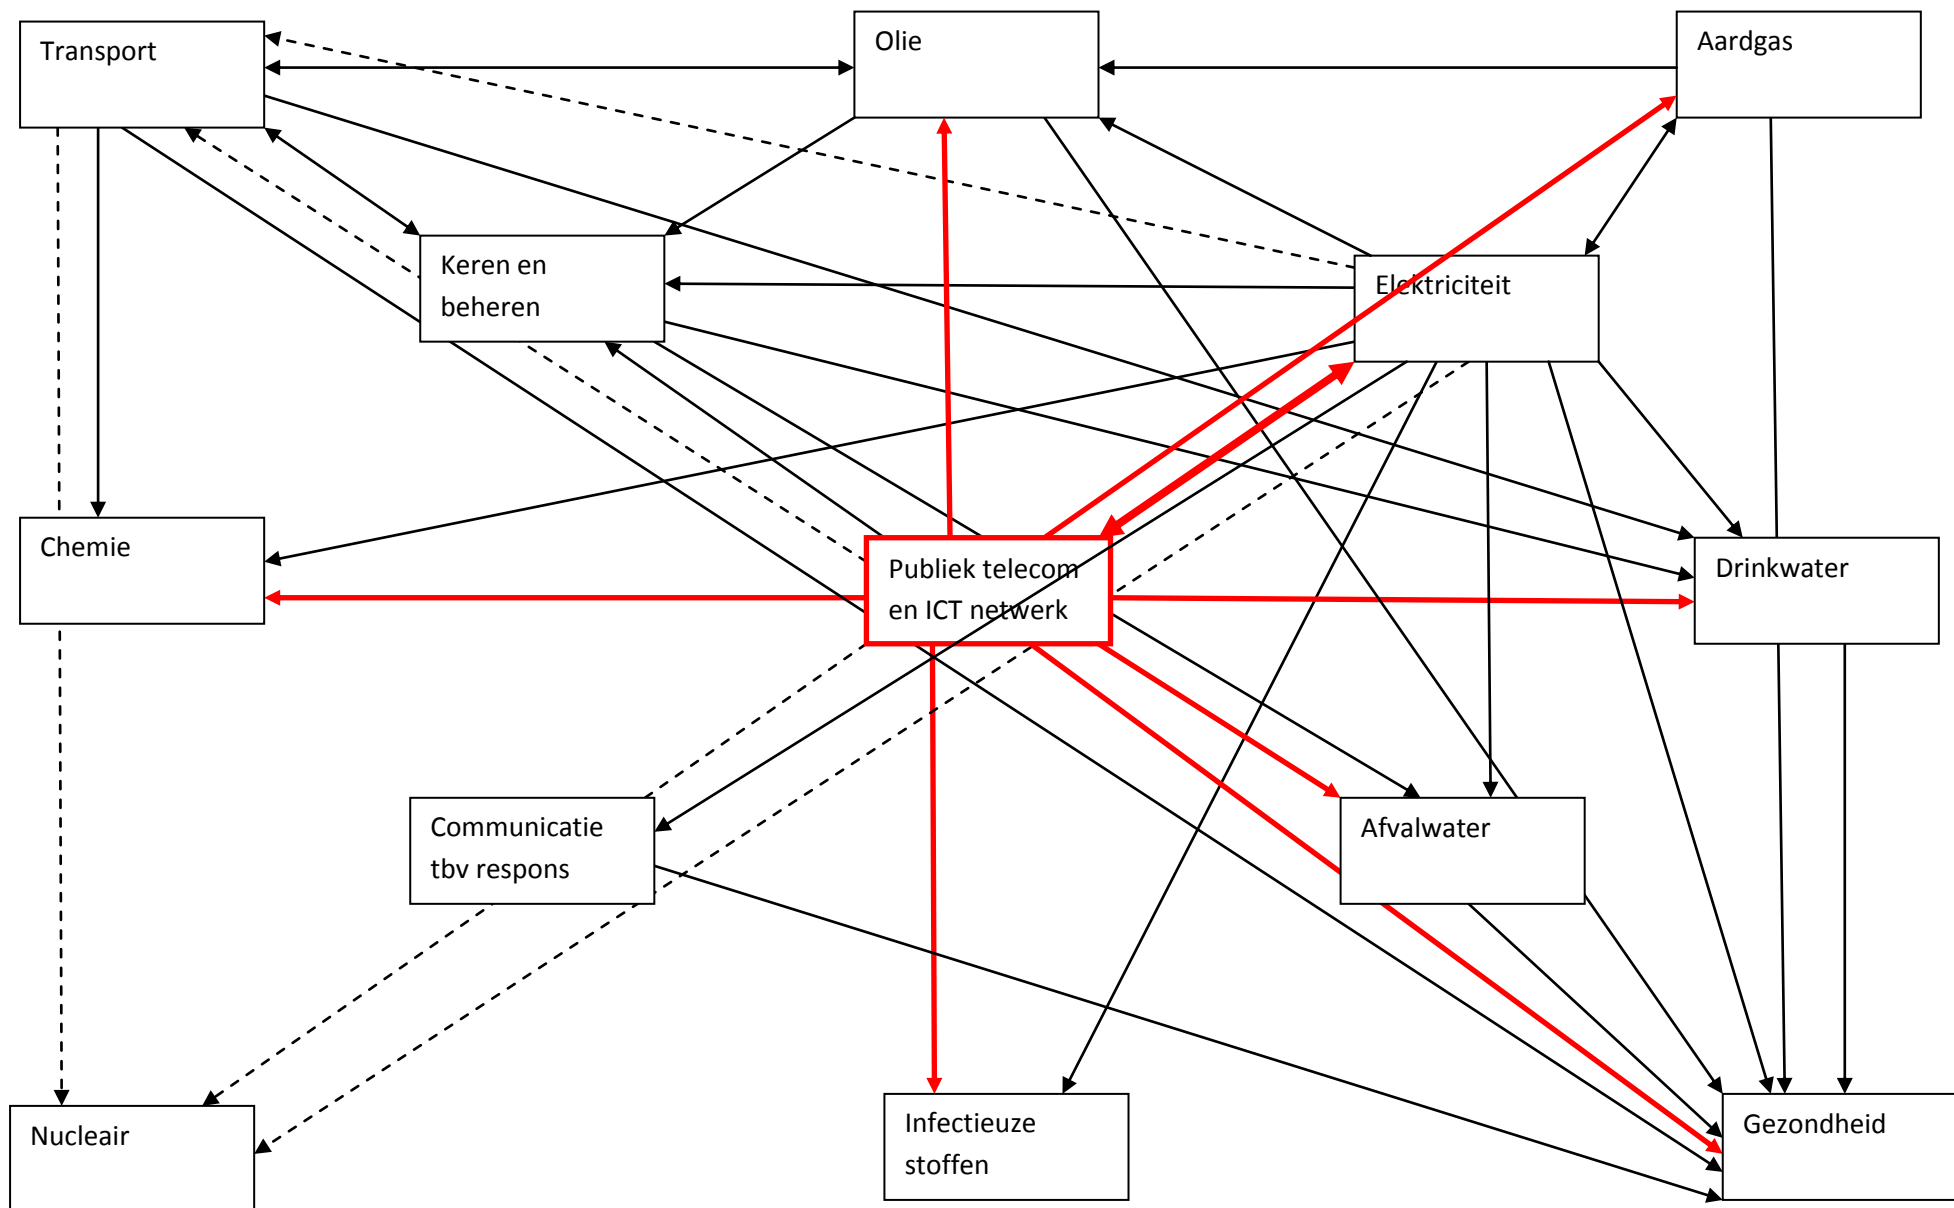 Transport
Olie
Aardgas
Keren en
beheren
Elektriciteit
Chemie
Publiek telecom
en ICT netwerk
Drinkwater
Communicatie
tbv respons
Afvalwater
Nucleair
Infectieuze
stoffen
Gezondheid